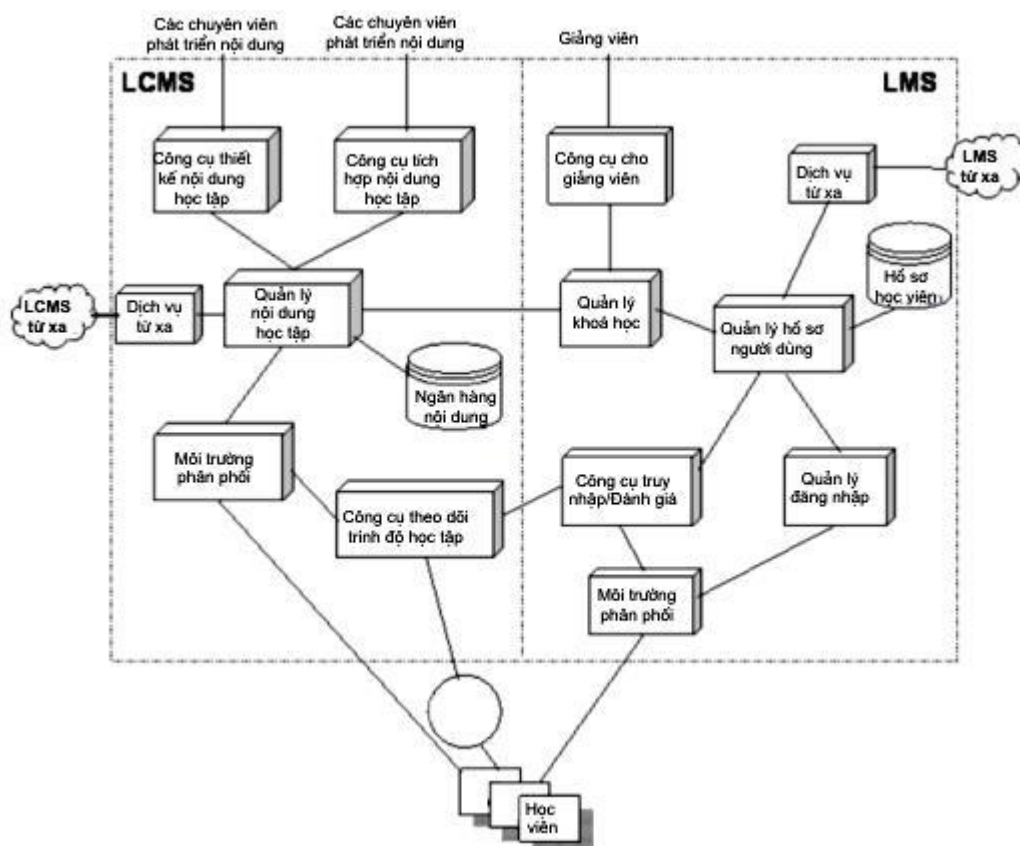 Các chuyên viên
phát triển nội dung
Các chuyên viên
phát triển nội dung
Giảng viên
LCMS
LMS
Công cụ thiết
kế nội dung
học tập
Công cụ tích
hợp nội dung
học tập
Công cụ cho
giảng viên
Dịch vụ
từ xa
LMS
từ xa
Hồ sơ
học viên
LCMS
từ xa
Dịch vụ
từ xa
Quản lý
nội dung
học tập
Quản lý
khoá học
Quản lý hồ sơ
người dùng
Ngân hàng
nội dung
Môi trường
phân phối
Công cụ theo dõi
trình độ học tập
Công cụ truy
nhập/Đánh giá
Quản lý
đăng nhập
Môi trường
phân phối
Học
viên